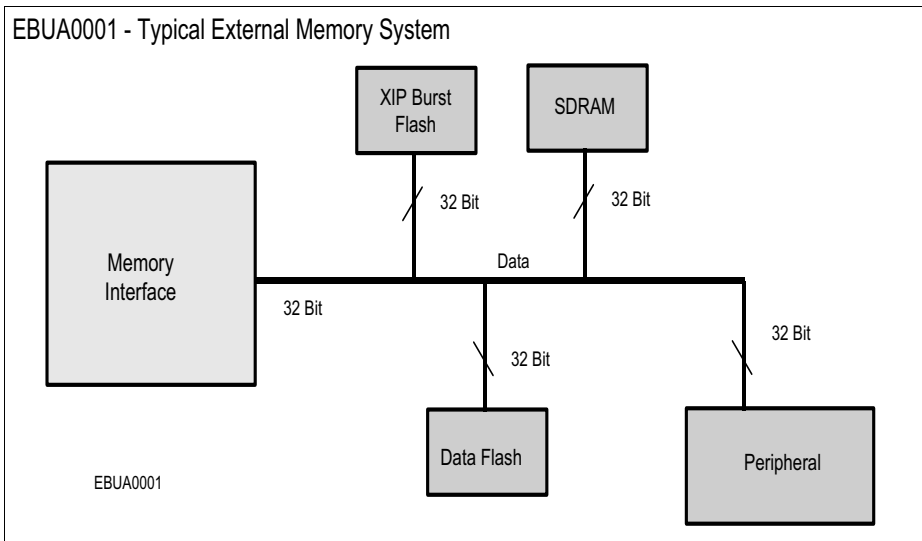 EBUA0001 - Typical External Memory System
XIP Burst
Flash
SDRAM
32 Bit
32 Bit
Memory
Interface
Data
32 Bit
32 Bit
32 Bit
Data Flash
Peripheral
EBUA0001